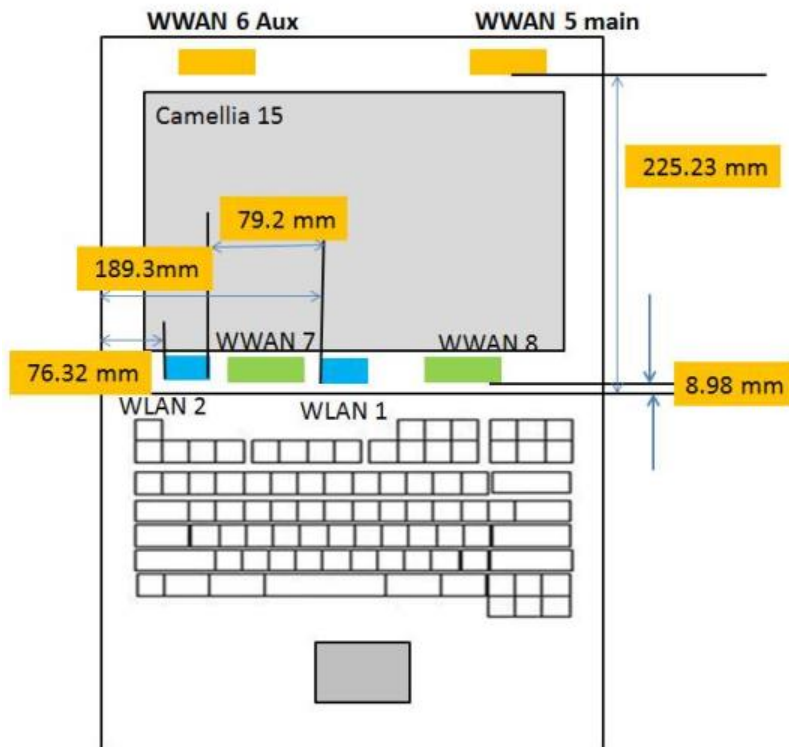 WWAN 6 Aux
WWAN 5 main
Camellia 15
225.23 mm
79.2 mm
189.3mm
WWAN 7
WWAN 8
76.32 mm
8.98 mm
WLAN 2
WLAN 1